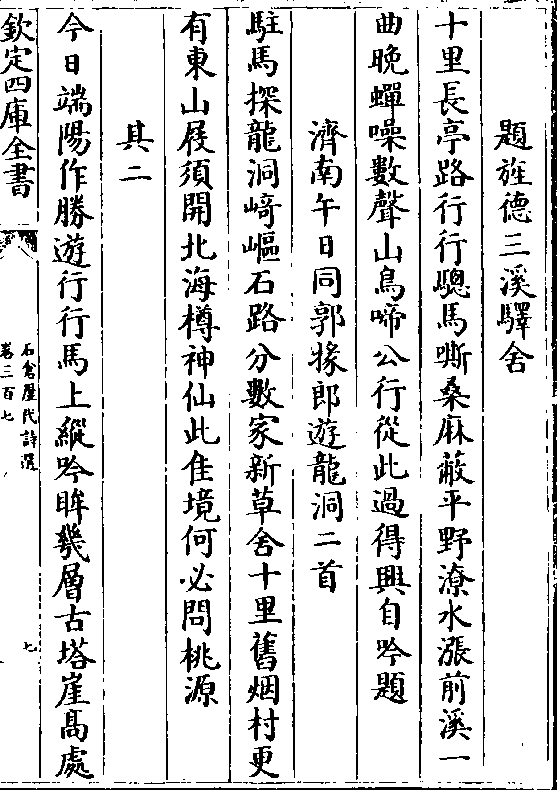 題旌德三溪驛舍
十里長亭路行行驄馬嘶桑麻蔽平野潦水漲前溪一
曲晚蟬噪數聲山鳥啼公行從此過得興自吟題
濟南午日同郭掾郎遊龍洞二首
駐馬探龍洞﨑嶇石路分數家新草舍十里舊烟村更
有東山屐須開北海樽神仙此佳境何必問桃源
其二
今日端陽作勝遊行行馬上縱吟眸幾層古塔崖髙處
欽定四庫全書
石倉歷代詩選
卷三百七
七